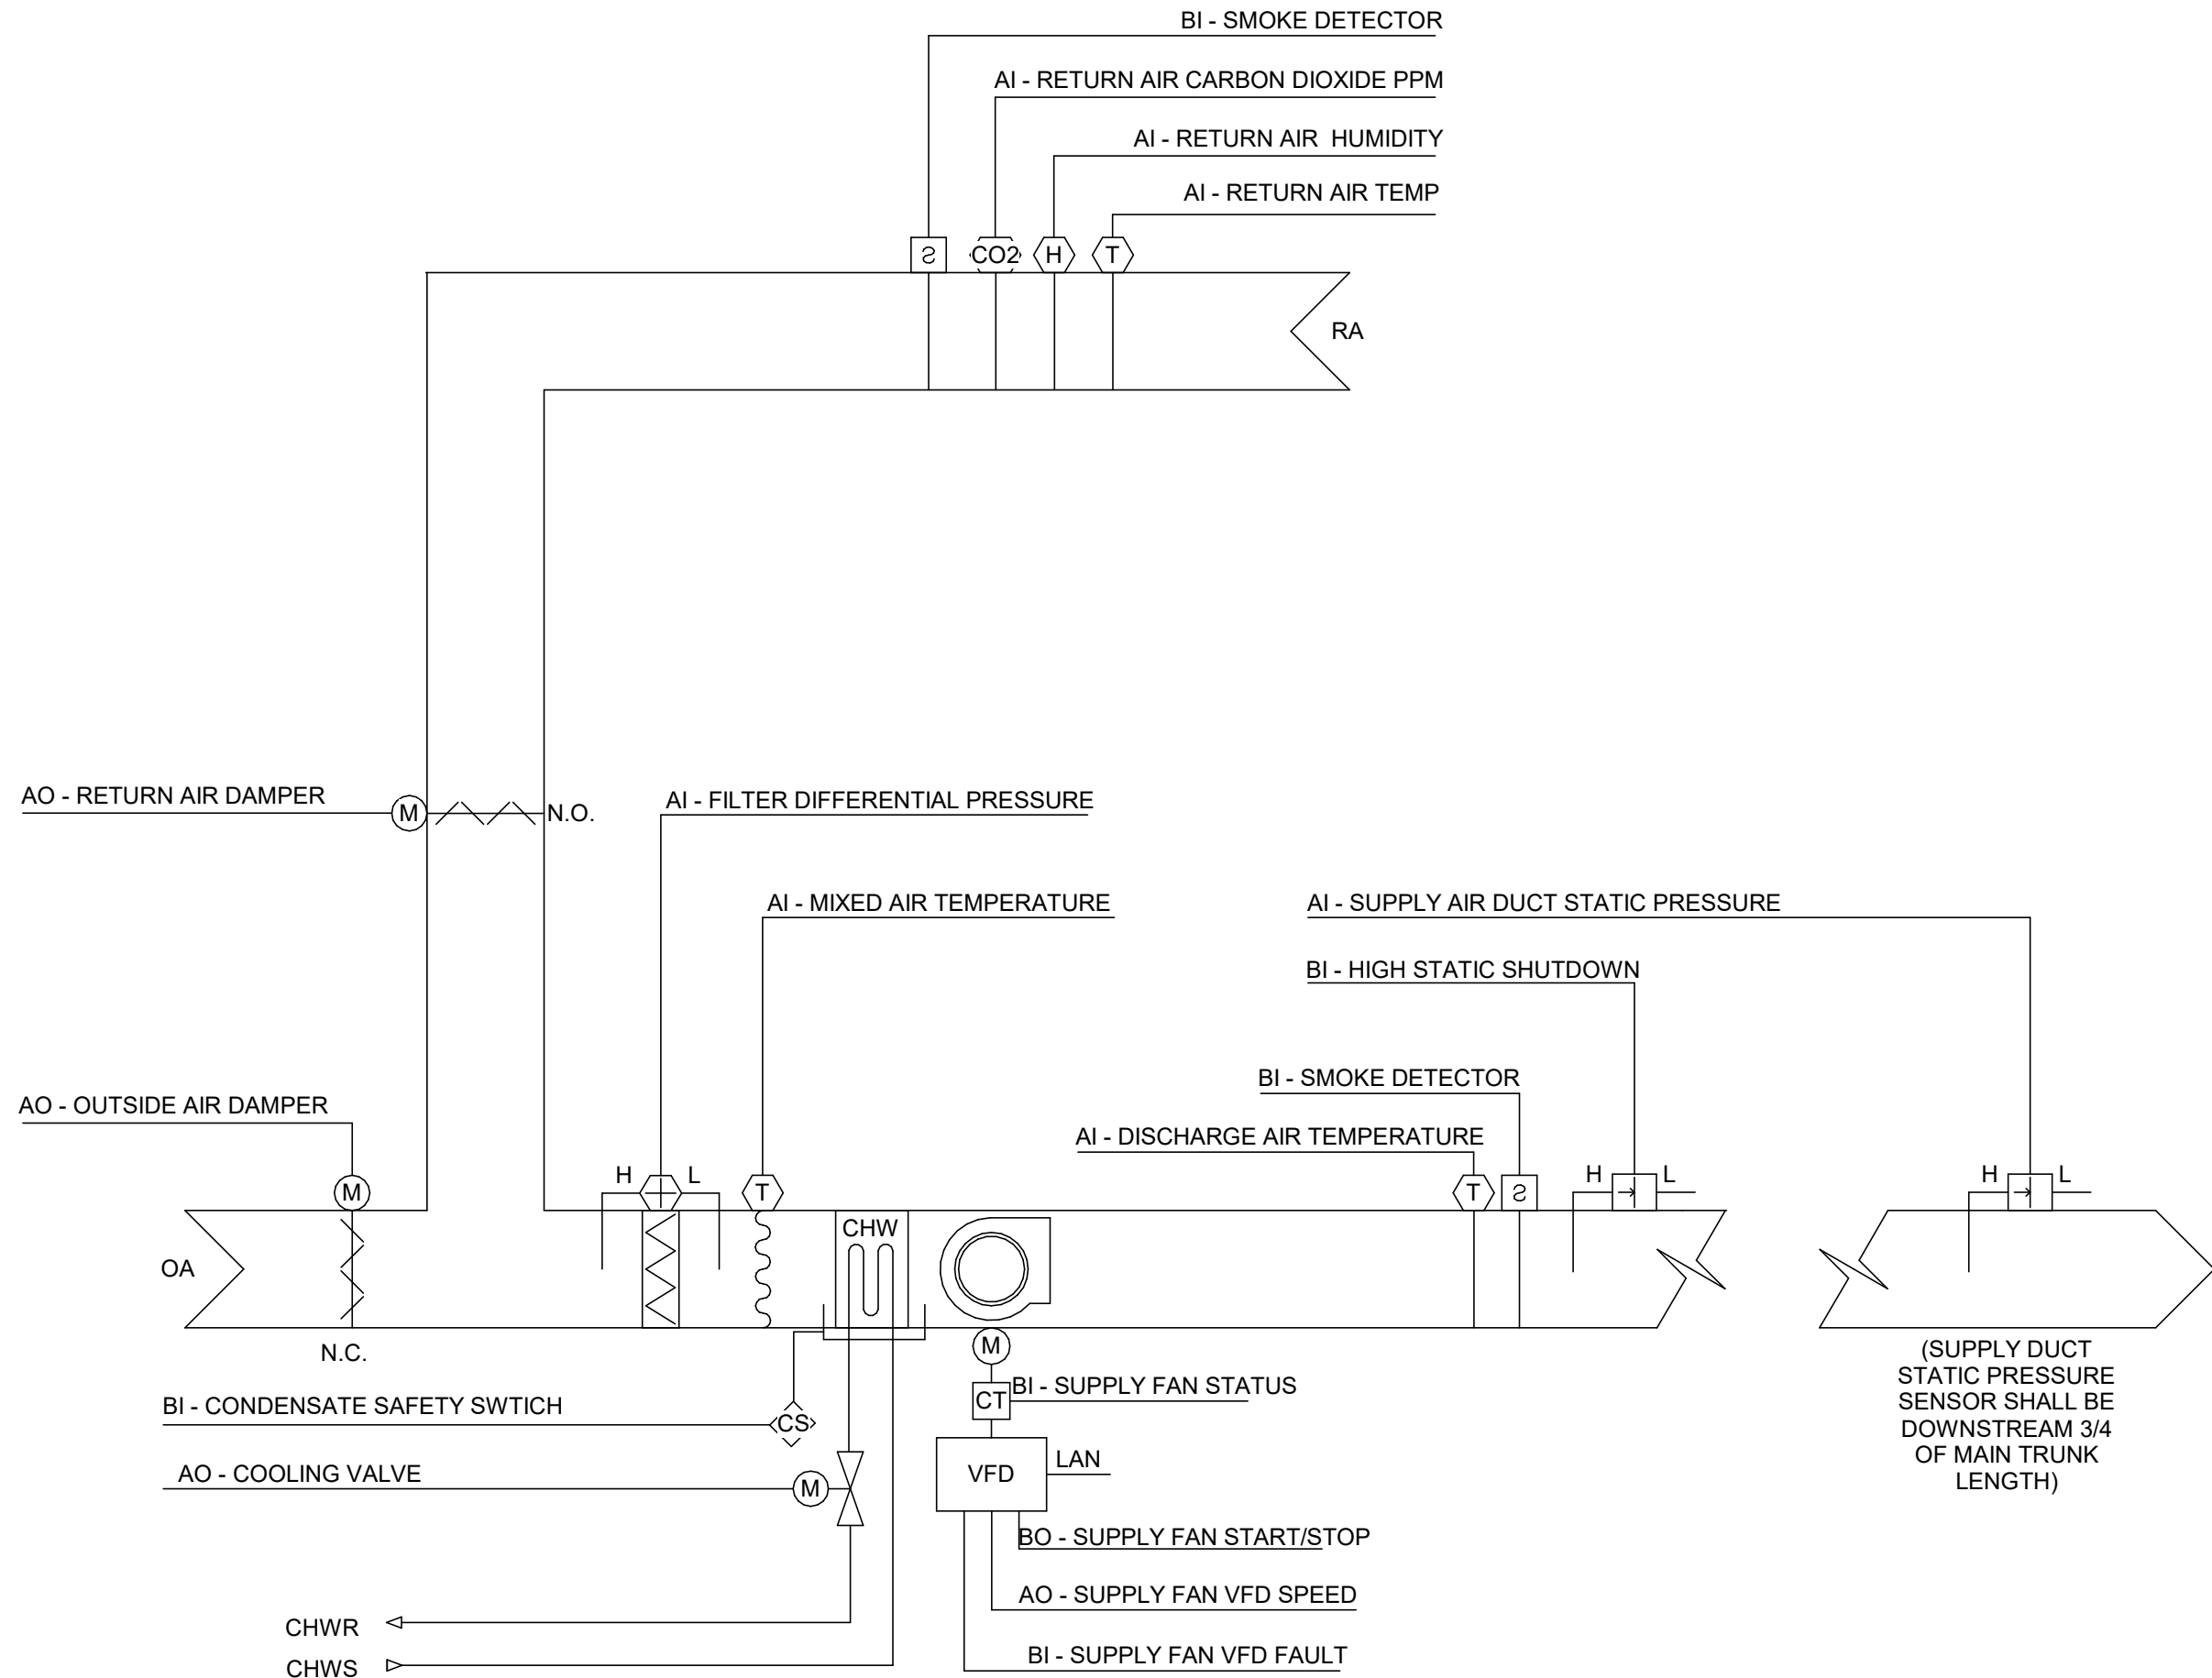 BI - SMOKE DETECTOR
AI - RETURN AIR CARBON DIOXIDE PPM
AI - RETURN AIR  HUMIDITY
AI - RETURN AIR TEMP
S CO2 H T
RA
AO - RETURN AIR DAMPER
M
N.O.
AI - FILTER DIFFERENTIAL PRESSURE
AI - MIXED AIR TEMPERATURE
AI - SUPPLY AIR DUCT STATIC PRESSURE
BI - HIGH STATIC SHUTDOWN
BI - SMOKE DETECTOR
AO - OUTSIDE AIR DAMPER
AI - DISCHARGE AIR TEMPERATURE
M
H L
T
T S
H L
H L
CHW
OA
N.C.
M
(SUPPLY DUCT
STATIC PRESSURE
SENSOR SHALL BE
DOWNSTREAM 3/4
OF MAIN TRUNK
LENGTH)
BI - CONDENSATE SAFETY SWTICH
CS
CT
BI - SUPPLY FAN STATUS
AO - COOLING VALVE
M
VFD
LAN
BO - SUPPLY FAN START/STOP
AO - SUPPLY FAN VFD SPEED
CHWR
BI - SUPPLY FAN VFD FAULT
CHWS